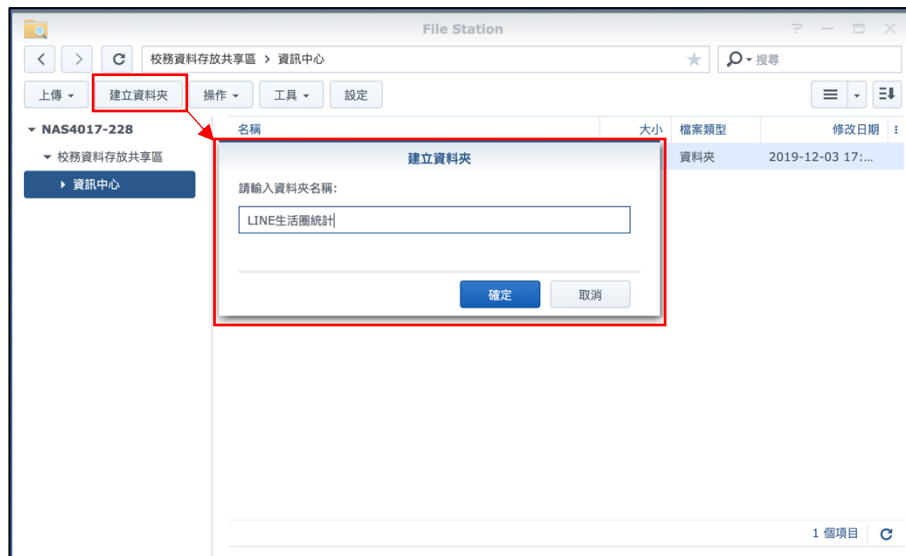 File Station
校務資料存放共享區 > 資訊中心
搜尋
上傳 建立資料夾 操作 工具 設定
NAS4017-228
名稱 大小 檔案類型 修改日期
校務資料存放共享區
建立資料夾
資料夾 2019-12-03 17:...
資訊中心
請輸入資料夾名稱:
LINE生活圈統計
確定 取消
1 個項目